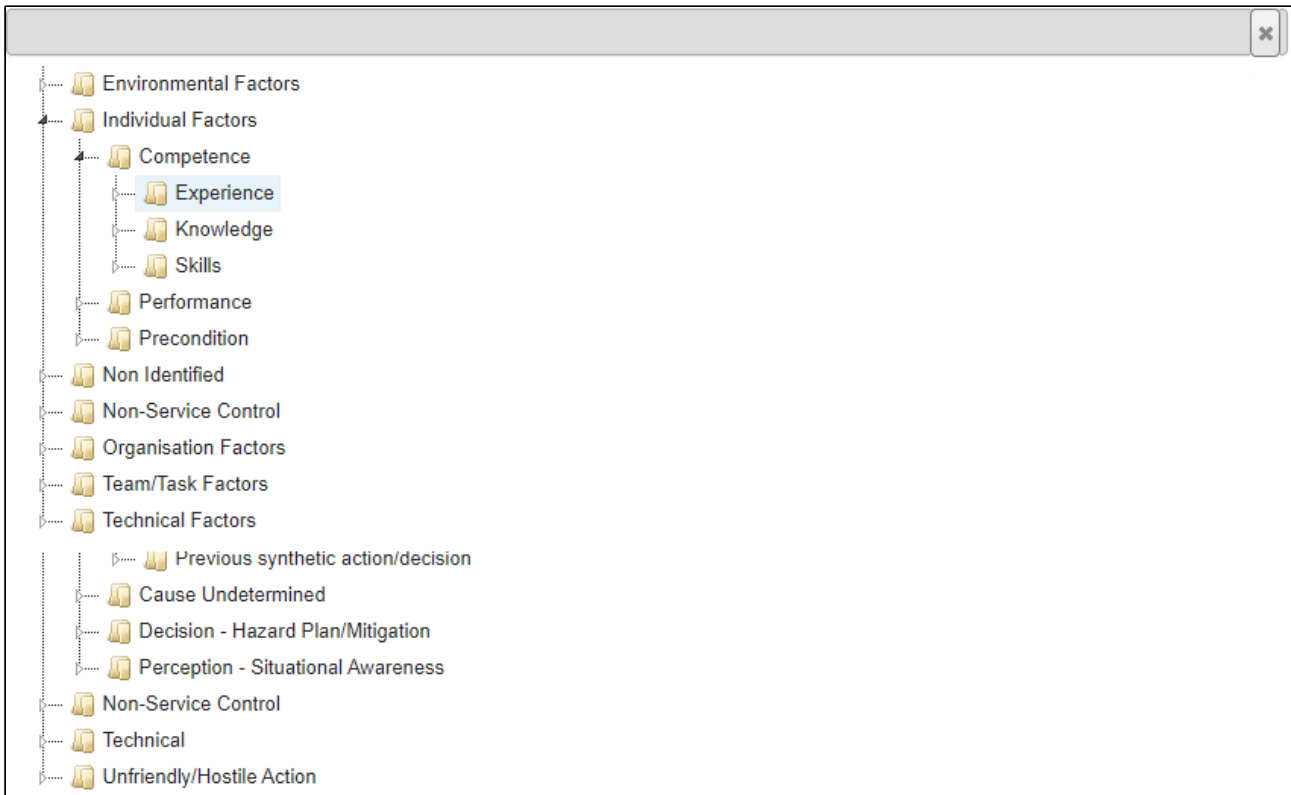 Environmental Factors
Individual Factors
Competence
Experience
Knowledge
Skills
Performance
Precondition
Non Identified
Non-Service Control
Organisation Factors
Team/Task Factors
Technical Factors
Previous synthetic action/decision
Cause Undetermined
Decision - Hazard Plan/Mitigation
Perception - Situational Awareness
Non-Service Control
Technical
Unfriendly/Hostile Action